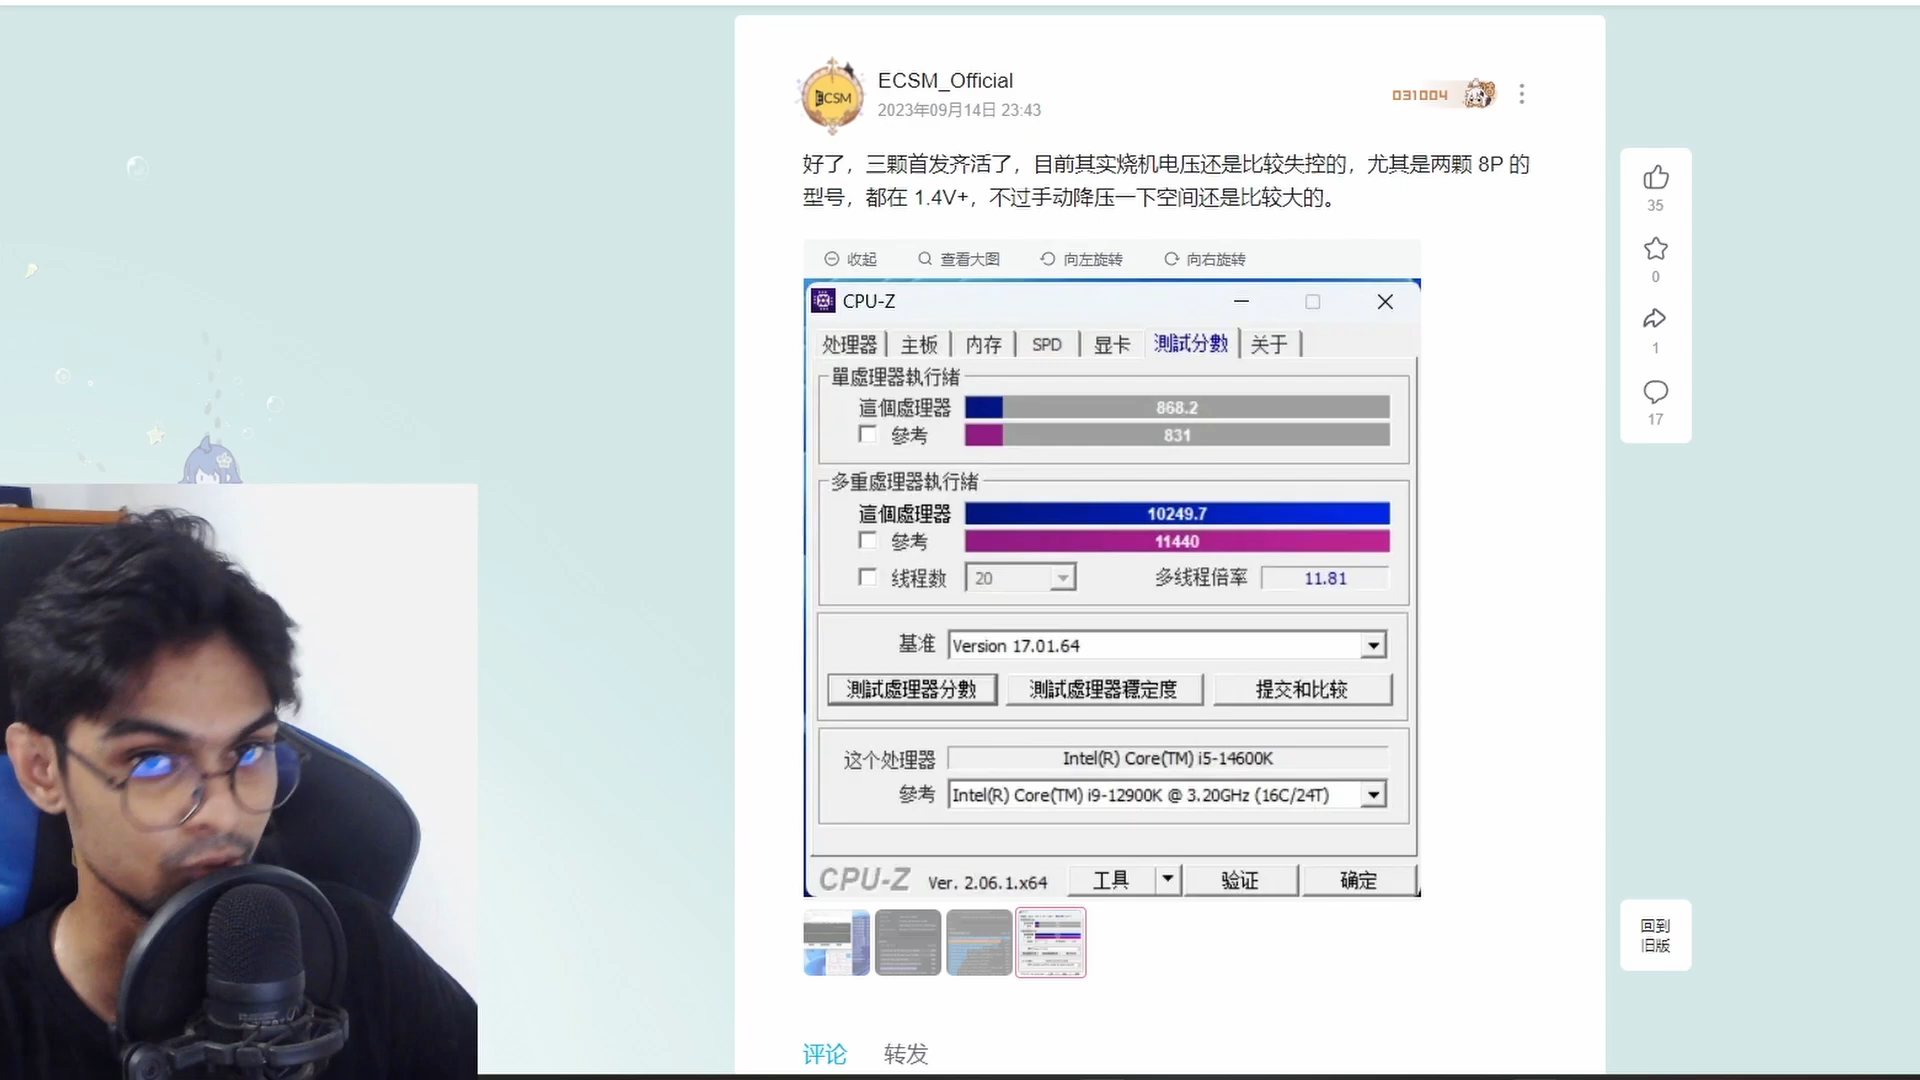 ECSM_Official
2023年09月14日 23:43
031004
ECSM
好了，三颗首发齐活了，目前其实烧机电压还是比较失控的，尤其是两颗 8P 的
型号，都在 1.4V+，不过手动降压一下空间还是比较大的。
收起 查看大图 向左旋转 向右旋转
CPU-Z
处理器 主板 内存 SPD 显卡 測試分數 关于
單處理器執行緒
這個處理器 868.2
參考 831
多重處理器執行緒
這個處理器 10249.7
參考 11440
线程数 20 多线程倍率 11.81
基准 Version 17.01.64
測試處理器分數 測試處理器穩定度 提交和比较
这个处理器 Intel(R) Core(TM) i5-14600K
參考 Intel(R) Core(TM) i9-12900K @ 3.20GHz (16C/24T)
CPU-Z Ver. 2.06.1.x64 工具 验证 确定
评论 转发
35
0
1
17
回到
旧版